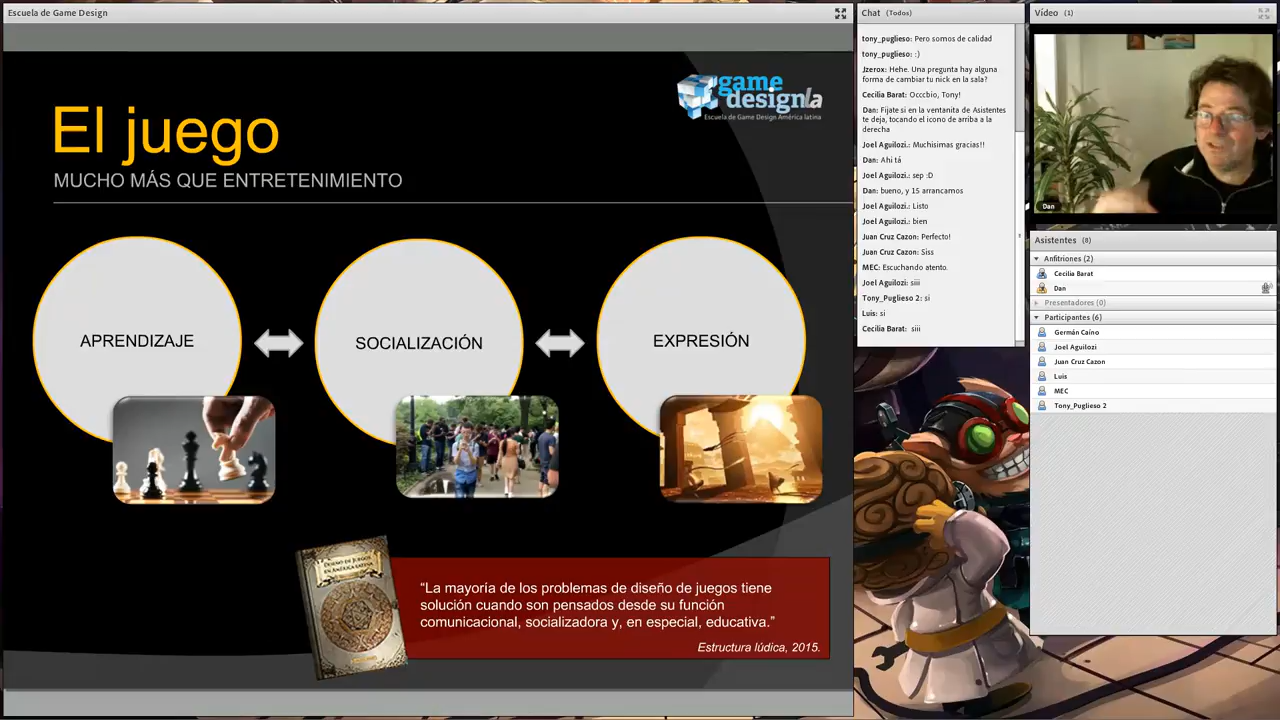 Escuela de Game Design
game
designla
Escuela de Game Design América latina
El juego
MUCHO MÁS QUE ENTRETENIMIENTO
APRENDIZAJE
SOCIALIZACIÓN
EXPRESIÓN
DISEÑO DE JUEGOS
EN AMÉRICA LATINA
“La mayoría de los problemas de diseño de juegos tiene
solución cuando son pensados desde su función
comunicacional, socializadora y, en especial, educativa.”
Estructura lúdica, 2015.
Chat (Todos)
tony_puglieso: Pero somos de calidad
tony_puglieso: :)
Jzerox: Hehe. Una pregunta hay alguna
forma de cambiar tu nick en la sala?
Cecilia Barat: Occcbio, Tony!
Dan: Fijate si en la ventanita de Asistentes
te deja, tocando el icono de arriba a la
derecha
Joel Aguilozi.: Muchisimas gracias!!
Dan: Ahi tá
Joel Aguilozi.: sep :D
Dan: bueno, y 15 arrancamos
Joel Aguilozi.: Listo
Joel Aguilozi.: bien
Juan Cruz Cazon: Perfecto!
Juan Cruz Cazon: Siss
MEC: Escuchando atento.
Joel Aguilozi: siii
Tony_Puglieso 2: si
Luis: si
Cecilia Barat: siii
Vídeo (1)
Dan
Asistentes (8)
Anfitriones (2)
Cecilia Barat
Dan
Presentadores (0)
Participantes (6)
Germán Caíno
Joel Aguilozi
Juan Cruz Cazon
Luis
MEC
Tony_Puglieso 2